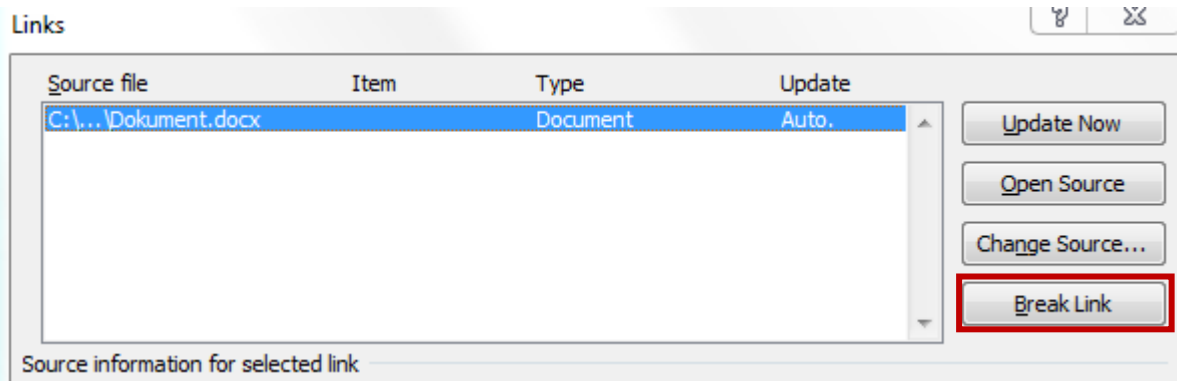 Links
Source file Item Type Update
C:\...\Dokument.docx Document Auto.
Update Now
Open Source
Change Source...
Break Link
Source information for selected link